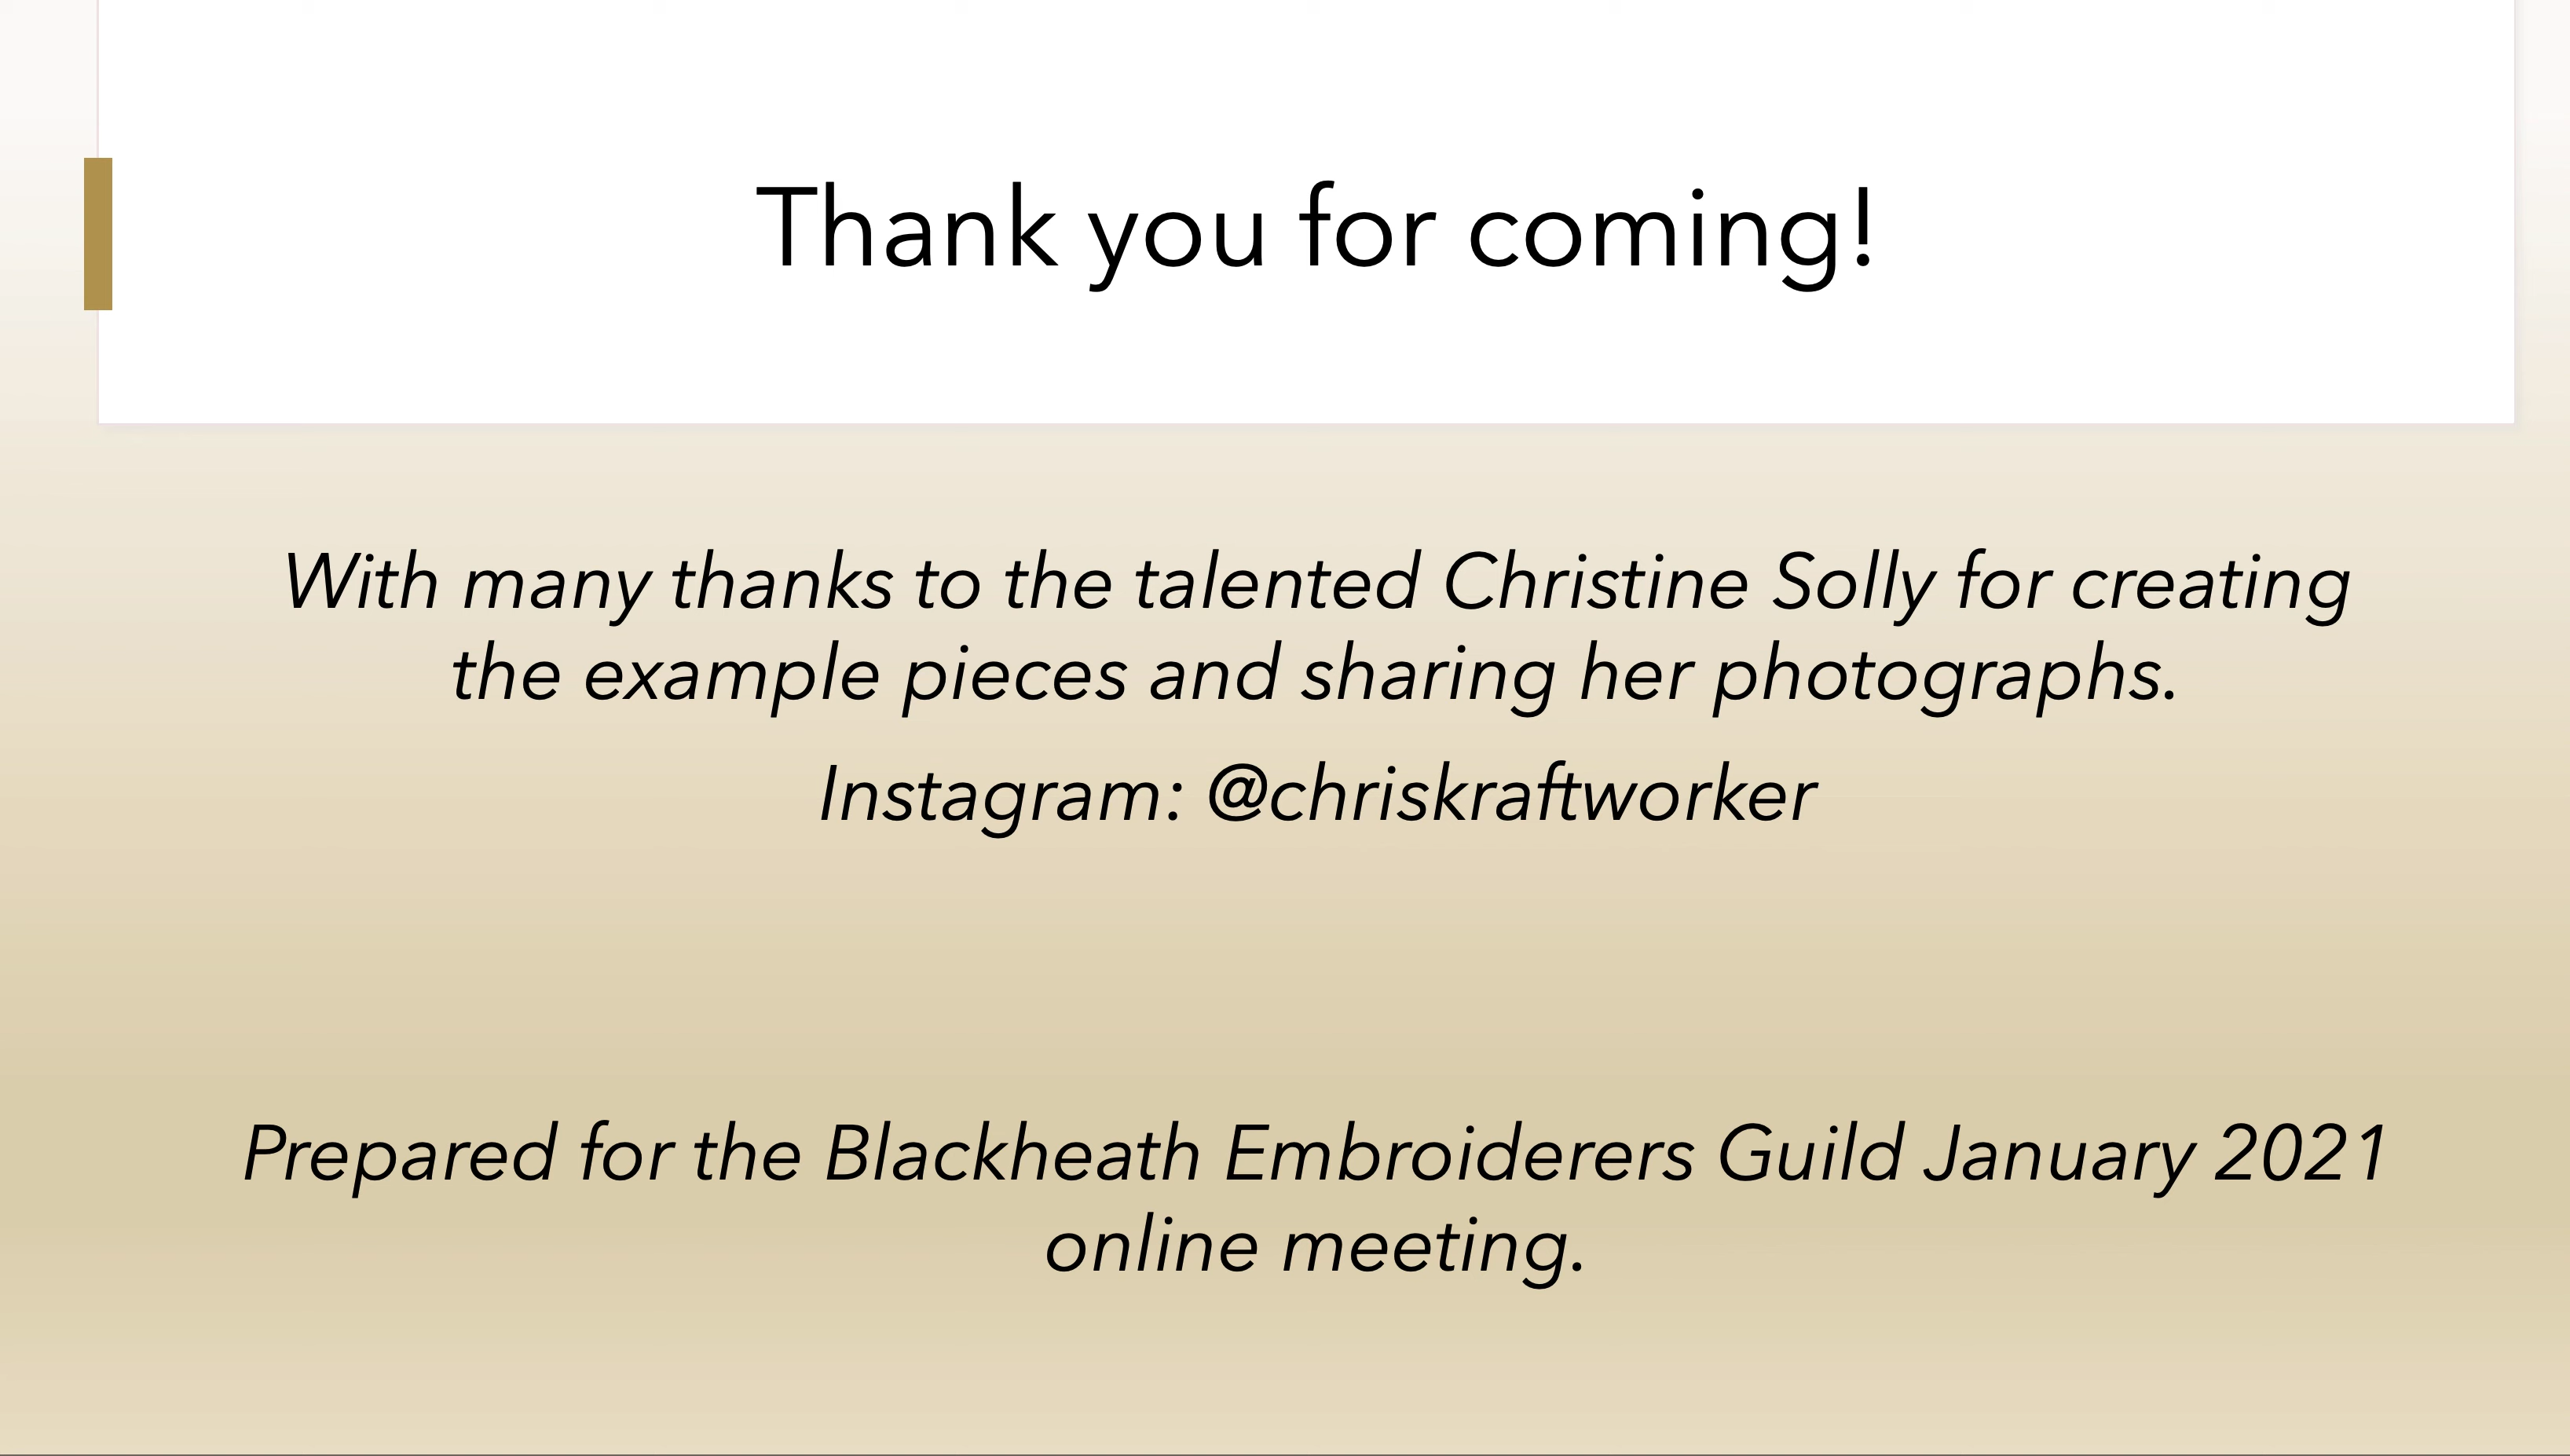 Thank you for coming!
With many thanks to the talented Christine Solly for creating
the example pieces and sharing her photographs.
Instagram: @chriskraftworker
Prepared for the Blackheath Embroiderers Guild January 2021
online meeting.